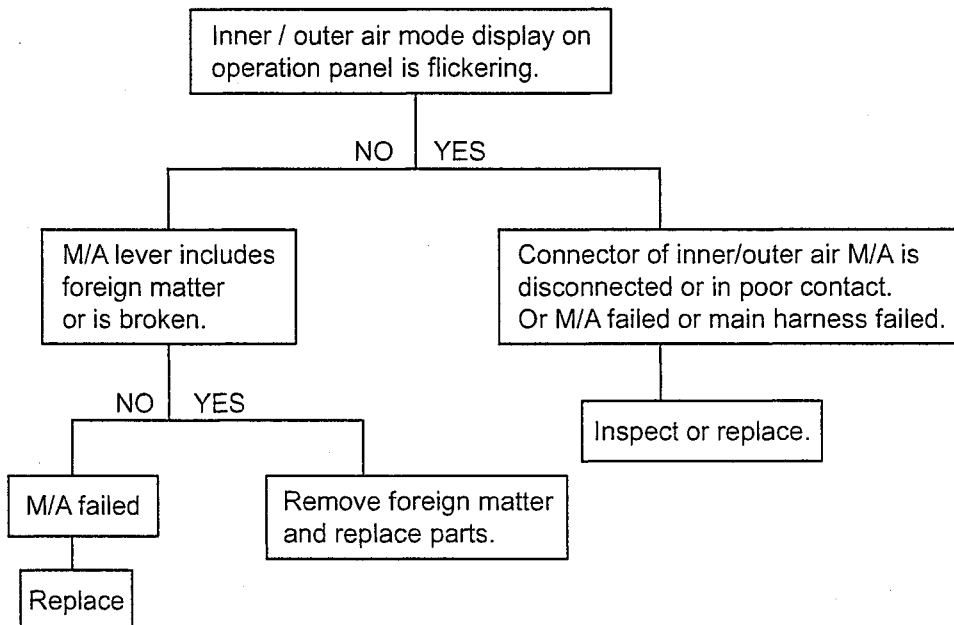 Inner / outer air mode display on
operation panel is flickering.
NO YES
M/A lever includes
foreign matter
or is broken.
Connector of inner/outer air M/A is
disconnected or in poor contact.
Or M/A failed or main harness failed.
NO YES
Inspect or replace.
M/A failed
Remove foreign matter
and replace parts.
Replace